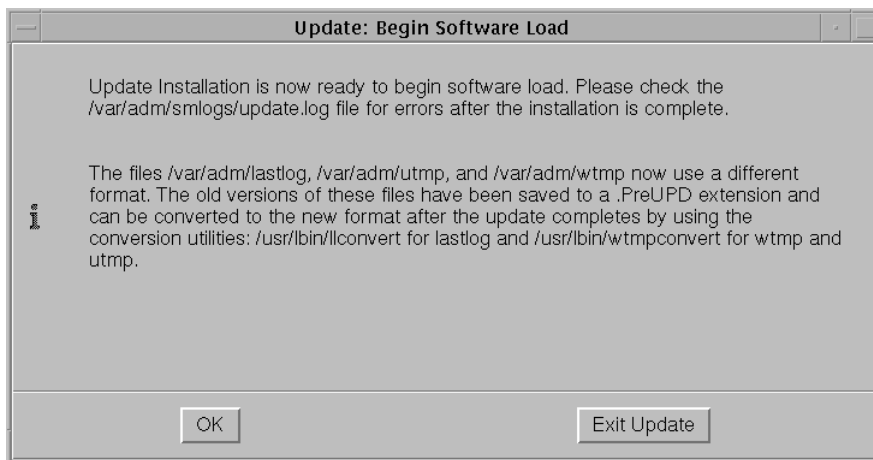 Update: Begin Software Load
Update Installation is now ready to begin software load. Please check the
/var/adm/smlogs/update.log file for errors after the installation is complete.
The files /var/adm/lastlog, /var/adm/utmp, and /var/adm/wtmp now use a different
format. The old versions of these files have been saved to a .PreUPD extension and
can be converted to the new format after the update completes by using the
conversion utilities: /usr/lbin/llconvert for lastlog and /usr/lbin/wtmpconvert for wtmp and
utmp.
OK
Exit Update